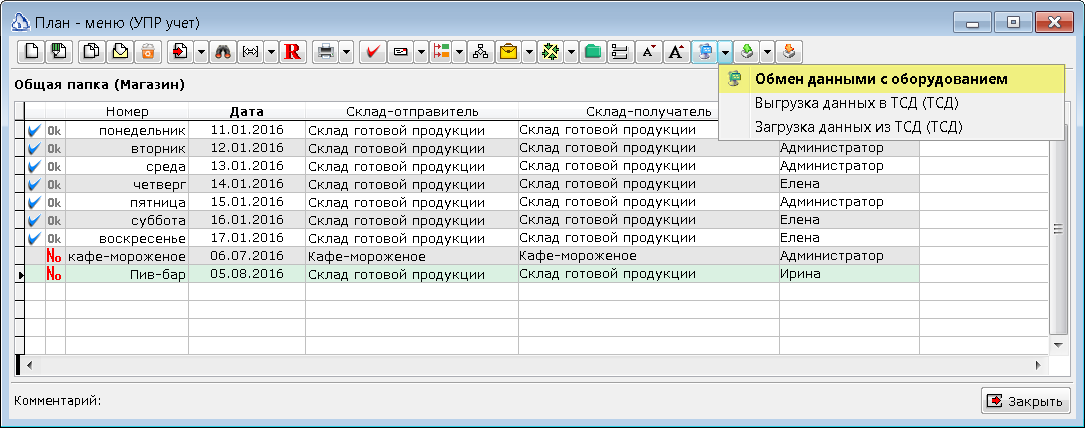 План - меню (УПР учет)
R
Общая папка (Магазин)
Обмен данными с оборудованием
Выгрузка данных в ТСД (ТСД)
Загрузка данных из ТСД (ТСД)
Номер Дата Склад-отправитель Склад-получатель
Ok понедельник 11.01.2016 Склад готовой продукции Склад готовой продукции
Ok вторник 12.01.2016 Склад готовой продукции Склад готовой продукции Администратор
Ok среда 13.01.2016 Склад готовой продукции Склад готовой продукции Администратор
Ok четверг 14.01.2016 Склад готовой продукции Склад готовой продукции Елена
Ok пятница 15.01.2016 Склад готовой продукции Склад готовой продукции Администратор
Ok суббота 16.01.2016 Склад готовой продукции Склад готовой продукции Елена
Ok воскресенье 17.01.2016 Склад готовой продукции Склад готовой продукции Елена
No кафе-мороженое 06.07.2016 Кафе-мороженое Кафе-мороженое Администратор
No Пив-бар 05.08.2016 Склад готовой продукции Склад готовой продукции Ирина
Комментарий:
Закрыть